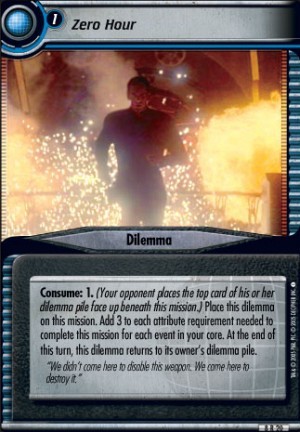 1
Zero Hour
Dilemma
Consume: 1. (Your opponent places the top card of his or her
dilemma pile face up beneath this mission.) Place this dilemma
on this mission. Add 3 to each attribute requirement needed to
complete this mission for each event in your core. At the end of
this turn, this dilemma returns to its owner's dilemma pile.
"We didn't come here to disable this weapon. We came here to
destroy it."